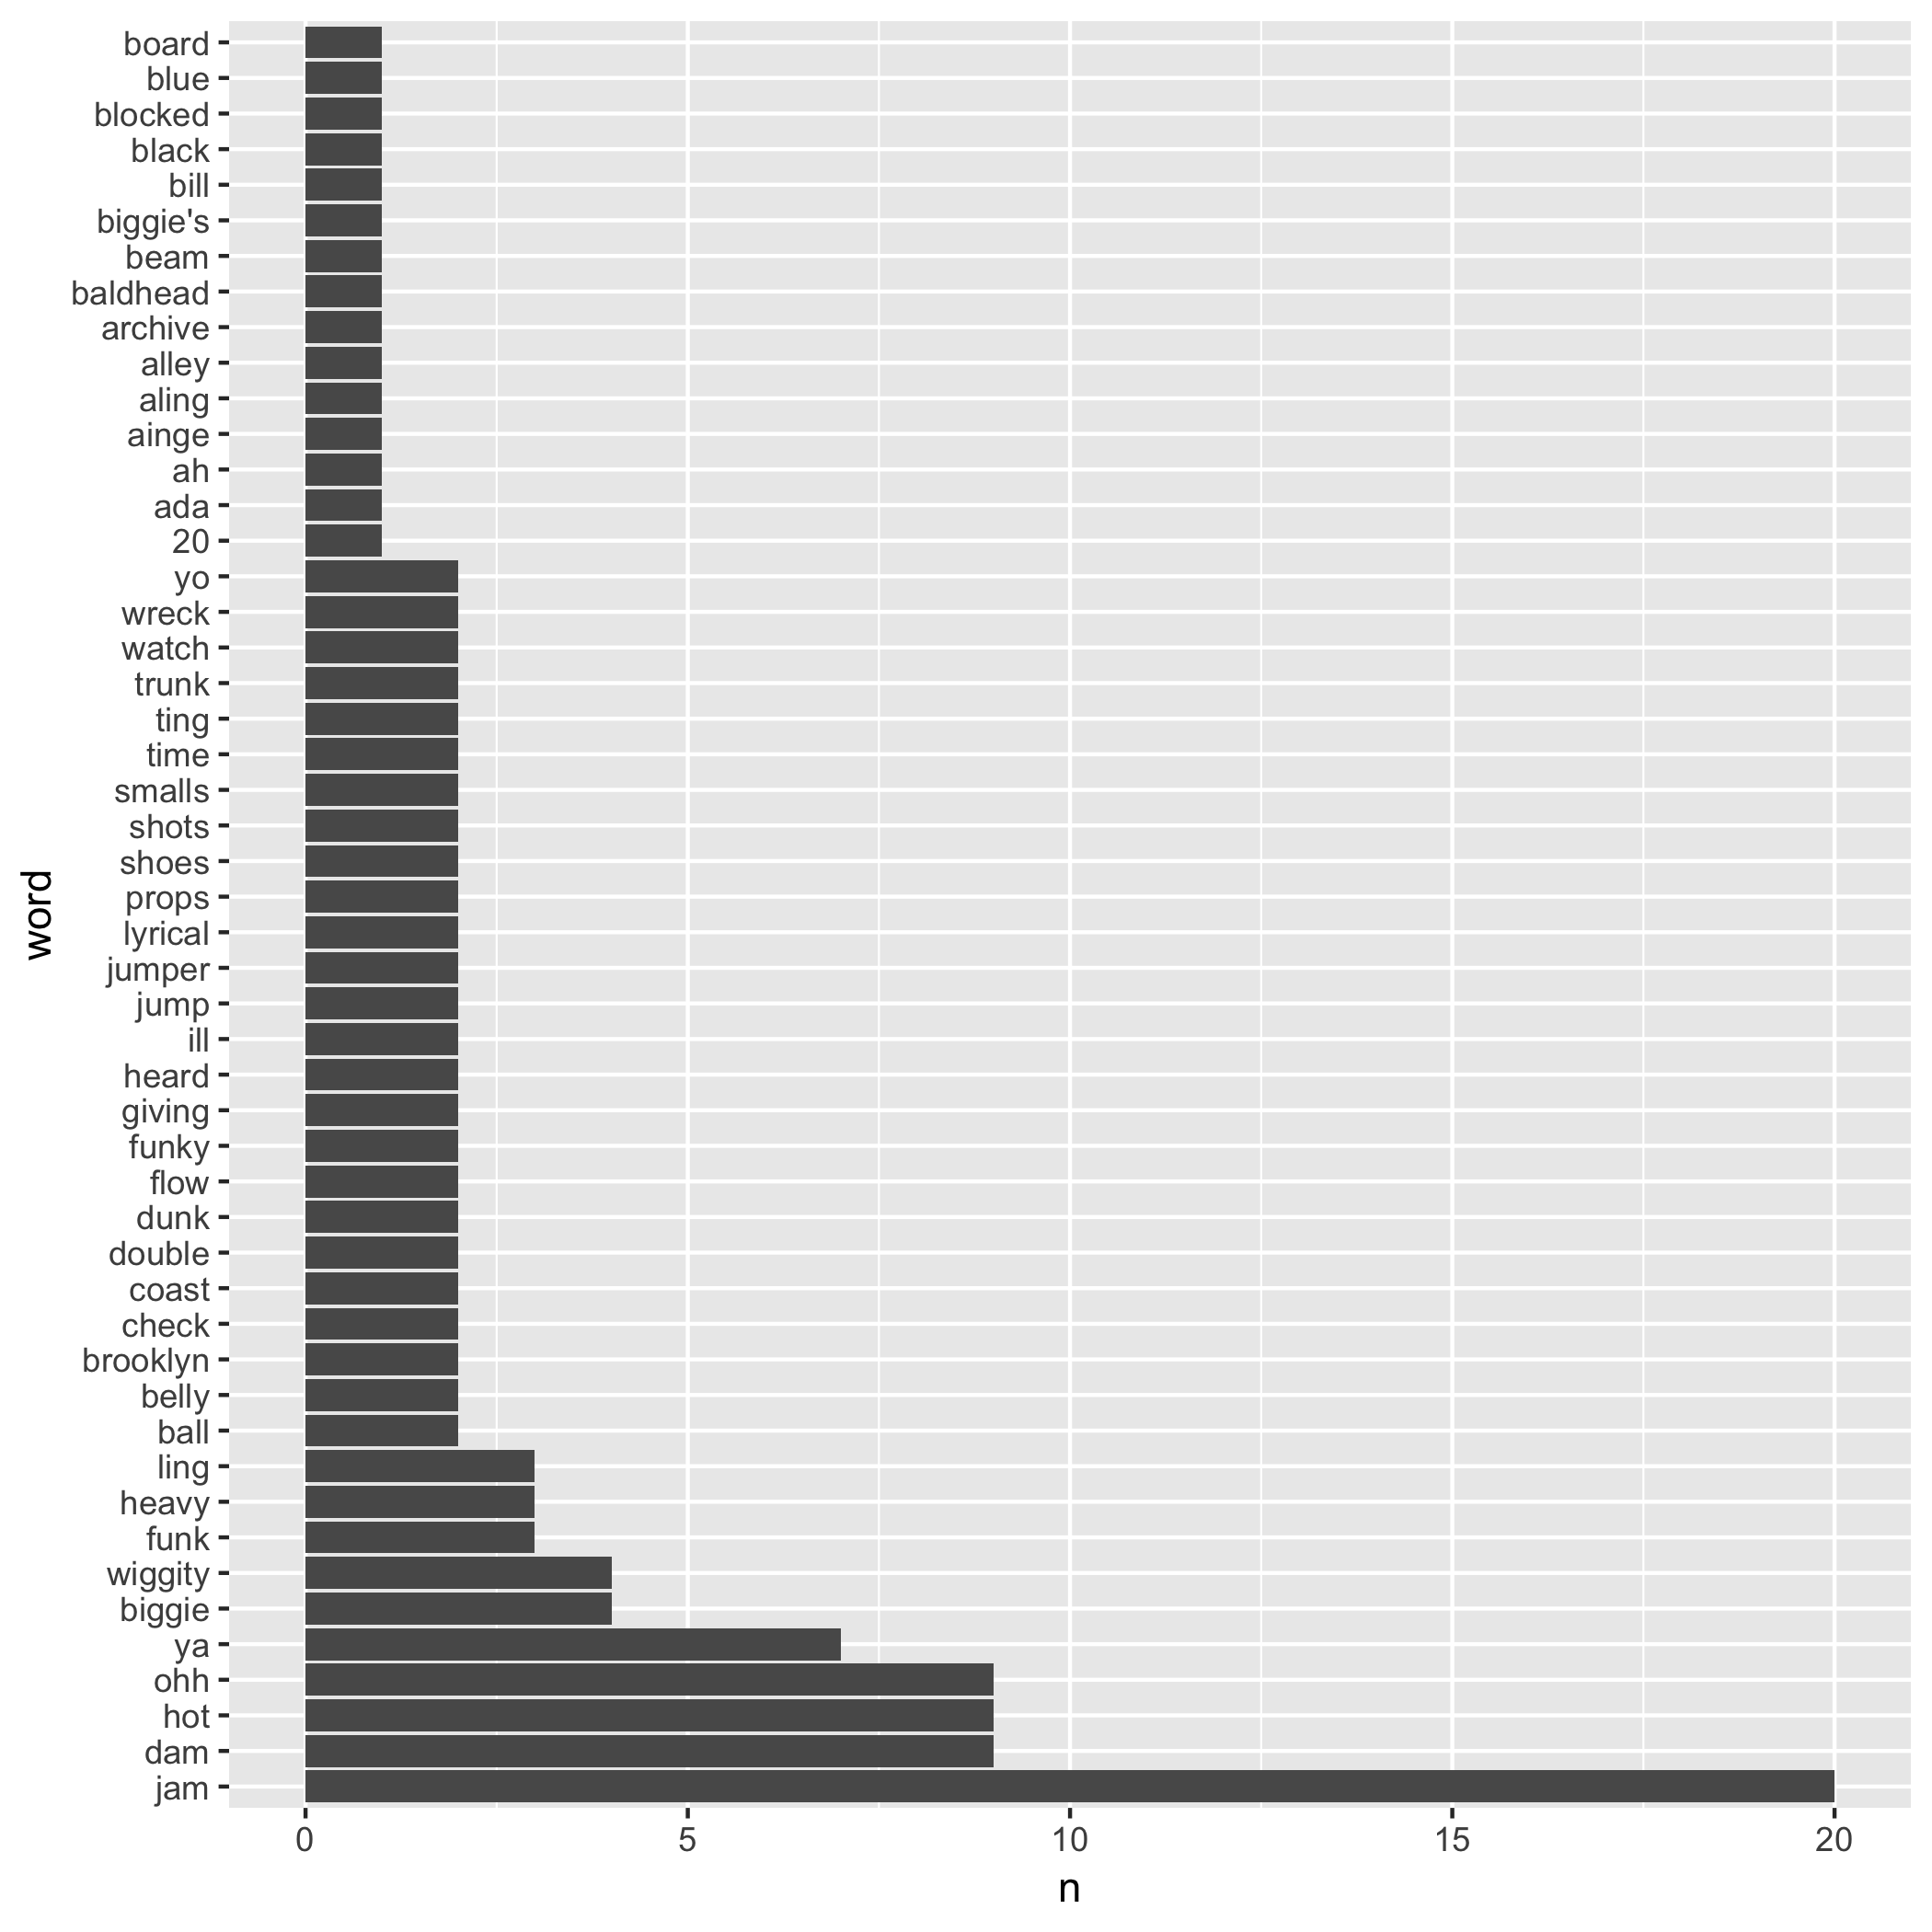 board
blue
blocked
black
bill
biggie's
beam
baldhead
archive
alley
aling
ainge
ah
ada
20
yo
wreck
watch
trunk
ting
time
smalls
shots
shoes
props
lyrical
jumper
jump
ill
heard
giving
funky
flow
dunk
double
coast
check
brooklyn
belly
ball
ling
heavy
funk
wiggity
biggie
ya
ohh
hot
dam
jam
word
0 5 10 15 20
n